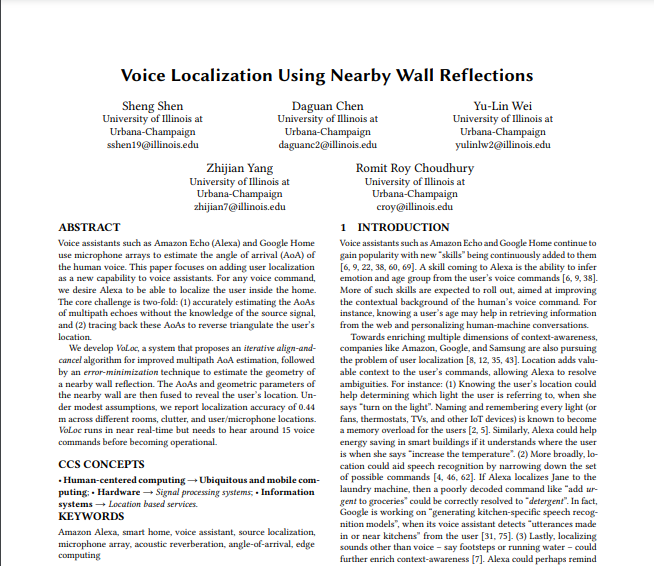 Voice Localization Using Nearby Wall Reflections
Sheng Shen
University of Illinois at
Urbana-Champaign
sshen19@illinois.edu
Daguan Chen
University of Illinois at
Urbana-Champaign
daguanc2@illinois.edu
Yu-Lin Wei
University of Illinois at
Urbana-Champaign
yulinlw2@illinois.edu
Zhijian Yang
University of Illinois at
Urbana-Champaign
zhijian7@illinois.edu
Romit Roy Choudhury
University of Illinois at
Urbana-Champaign
croy@illinois.edu
ABSTRACT
Voice assistants such as Amazon Echo (Alexa) and Google Home
use microphone arrays to estimate the angle of arrival (AoA) of
the human voice. This paper focuses on adding user localization
as a new capability to voice assistants. For any voice command,
we desire Alexa to be able to localize the user inside the home.
The core challenge is two-fold: (1) accurately estimating the AoAs
of multipath echoes without the knowledge of the source signal,
and (2) tracing back these AoAs to reverse triangulate the user's
location.
We develop VoLoc, a system that proposes an iterative align-and-
cancel algorithm for improved multipath AoA estimation, followed
by an error-minimization technique to estimate the geometry of
a nearby wall reflection. The AoAs and geometric parameters of
the nearby wall are then fused to reveal the user's location. Un-
der modest assumptions, we report localization accuracy of 0.44
m across different rooms, clutter, and user/microphone locations.
VoLoc runs in near real-time but needs to hear around 15 voice
commands before becoming operational.
CCS CONCEPTS
• Human-centered computing → Ubiquitous and mobile com-
puting; • Hardware → Signal processing systems; • Information
systems → Location based services.
KEYWORDS
Amazon Alexa, smart home, voice assistant, source localization,
microphone array, acoustic reverberation, angle-of-arrival, edge
computing
1 INTRODUCTION
Voice assistants such as Amazon Echo and Google Home continue to
gain popularity with new "skills" being continuously added to them
[6, 9, 22, 38, 60, 69]. A skill coming to Alexa is the ability to infer
emotion and age group from the user's voice commands [6, 9, 38].
More of such skills are expected to roll out, aimed at improving
the contextual background of the human's voice command. For
instance, knowing a user's age may help in retrieving information
from the web and personalizing human-machine conversations.
Towards enriching multiple dimensions of context-awareness,
companies like Amazon, Google, and Samsung are also pursuing
the problem of user localization [8, 12, 35, 43]. Location adds valu-
able context to the user's commands, allowing Alexa to resolve
ambiguities. For instance: (1) Knowing the user's location could
help determining which light the user is referring to, when she
says "turn on the light". Naming and remembering every light (or
fans, thermostats, TVs, and other IoT devices) is known to become
a memory overload for the users [2, 5]. Similarly, Alexa could help
energy saving in smart buildings if it understands where the user
is when she says "increase the temperature". (2) More broadly, lo-
cation could aid speech recognition by narrowing down the set
of possible commands [4, 46, 62]. If Alexa localizes Jane to the
laundry machine, then a poorly decoded command like "add ur-
gent to groceries" could be correctly resolved to "detergent". In fact,
Google is working on "generating kitchen-specific speech recog-
nition models", when its voice assistant detects "utterances made
in or near kitchens" from the user [31, 75]. (3) Lastly, localizing
sounds other than voice – say footsteps or running water – could
further enrich context-awareness [7]. Alexa could perhaps remind